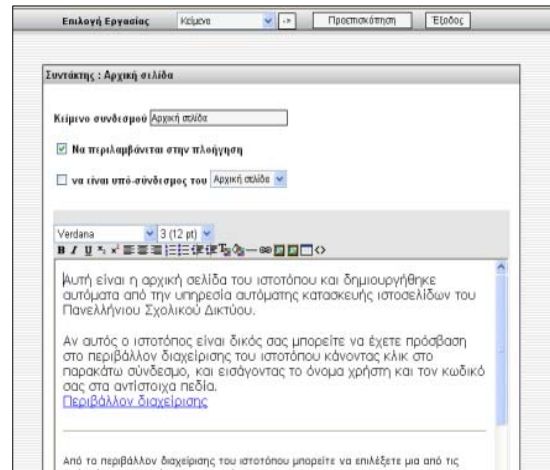 Επιλογή Εργασίας Κείμενα -> Προεπισκόπηση Έξοδος
Συντάκτης : Αρχική σελίδα
Κείμενο συνδεσμού Αρχική σελίδα
Να περιλαμβάνεται στην πλοήγηση
να είναι υπό-σύνδεσμος του Αρχική σελίδα
Verdana 3 (12 pt)
B I U
Αυτή είναι η αρχική σελίδα του ιστοτόπου και δημιουργήθηκε
αυτόματα από την υπηρεσία αυτόματης κατασκευής ιστοσελίδων του
Πανελλήνιου Σχολικού Δικτύου.
Αν αυτός ο ιστοτόπος είναι δικός σας μπορείτε να έχετε πρόσβαση
στο περιβάλλον διαχείρισης του ιστοτόπου κάνοντας κλικ στο
παρακάτω σύνδεσμο, και εισάγοντας το όνομα χρήστη και τον κωδικό
σας στα αντίστοιχα πεδία.
Περιβάλλον διαχείρισης
Από το περιβάλλον διαχείρισης του ιστοτόπου μπορείτε να επιλέξετε μια από τις